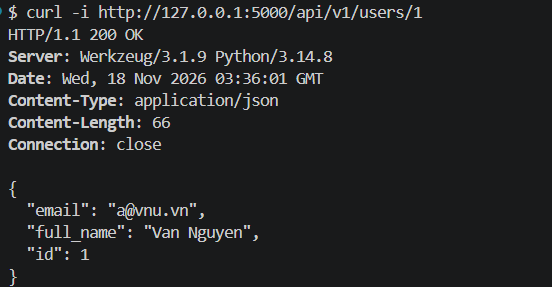 $ curl -i http://127.0.0.1:5000/api/v1/users/1
HTTP/1.1 200 OK
Server: Werkzeug/3.1.9 Python/3.14.8
Date: Wed, 18 Nov 2026 03:36:01 GMT
Content-Type: application/json
Content-Length: 66
Connection: close

{
  "email": "a@vnu.vn",
  "full_name": "Van Nguyen",
  "id": 1
}